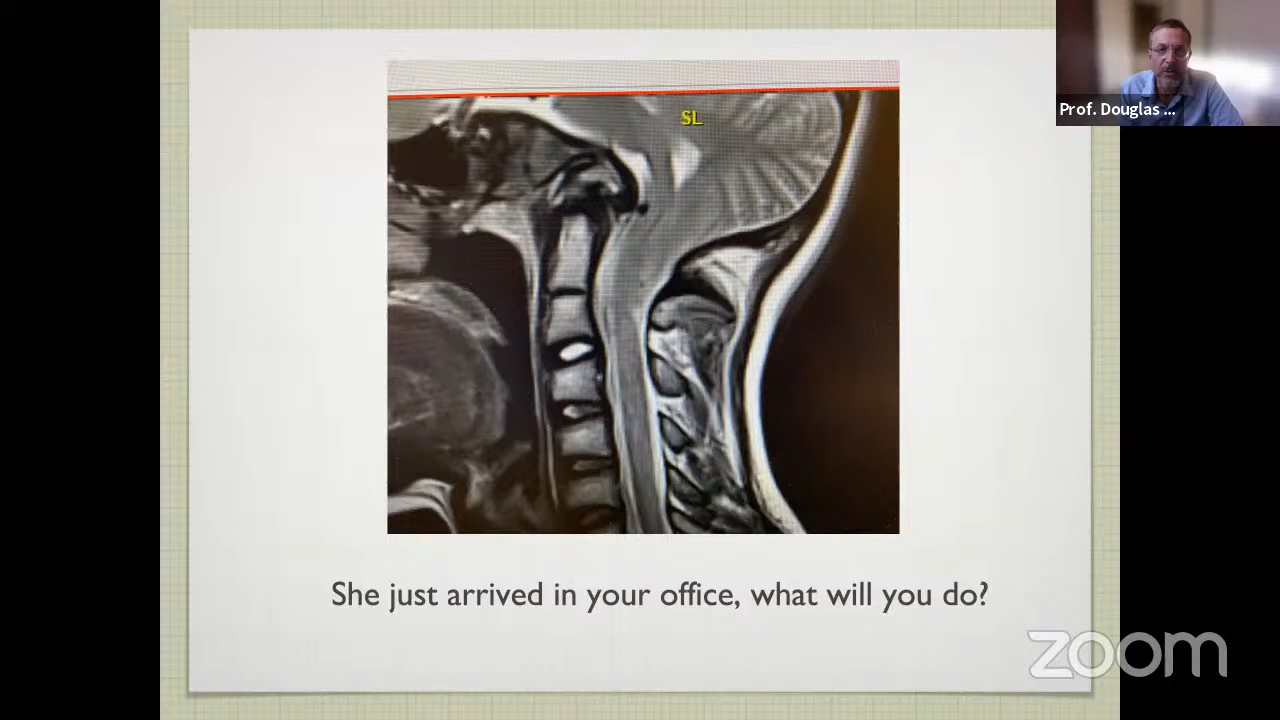 Prof. Douglas ...
SL
She just arrived in your office, what will you do?
zoom